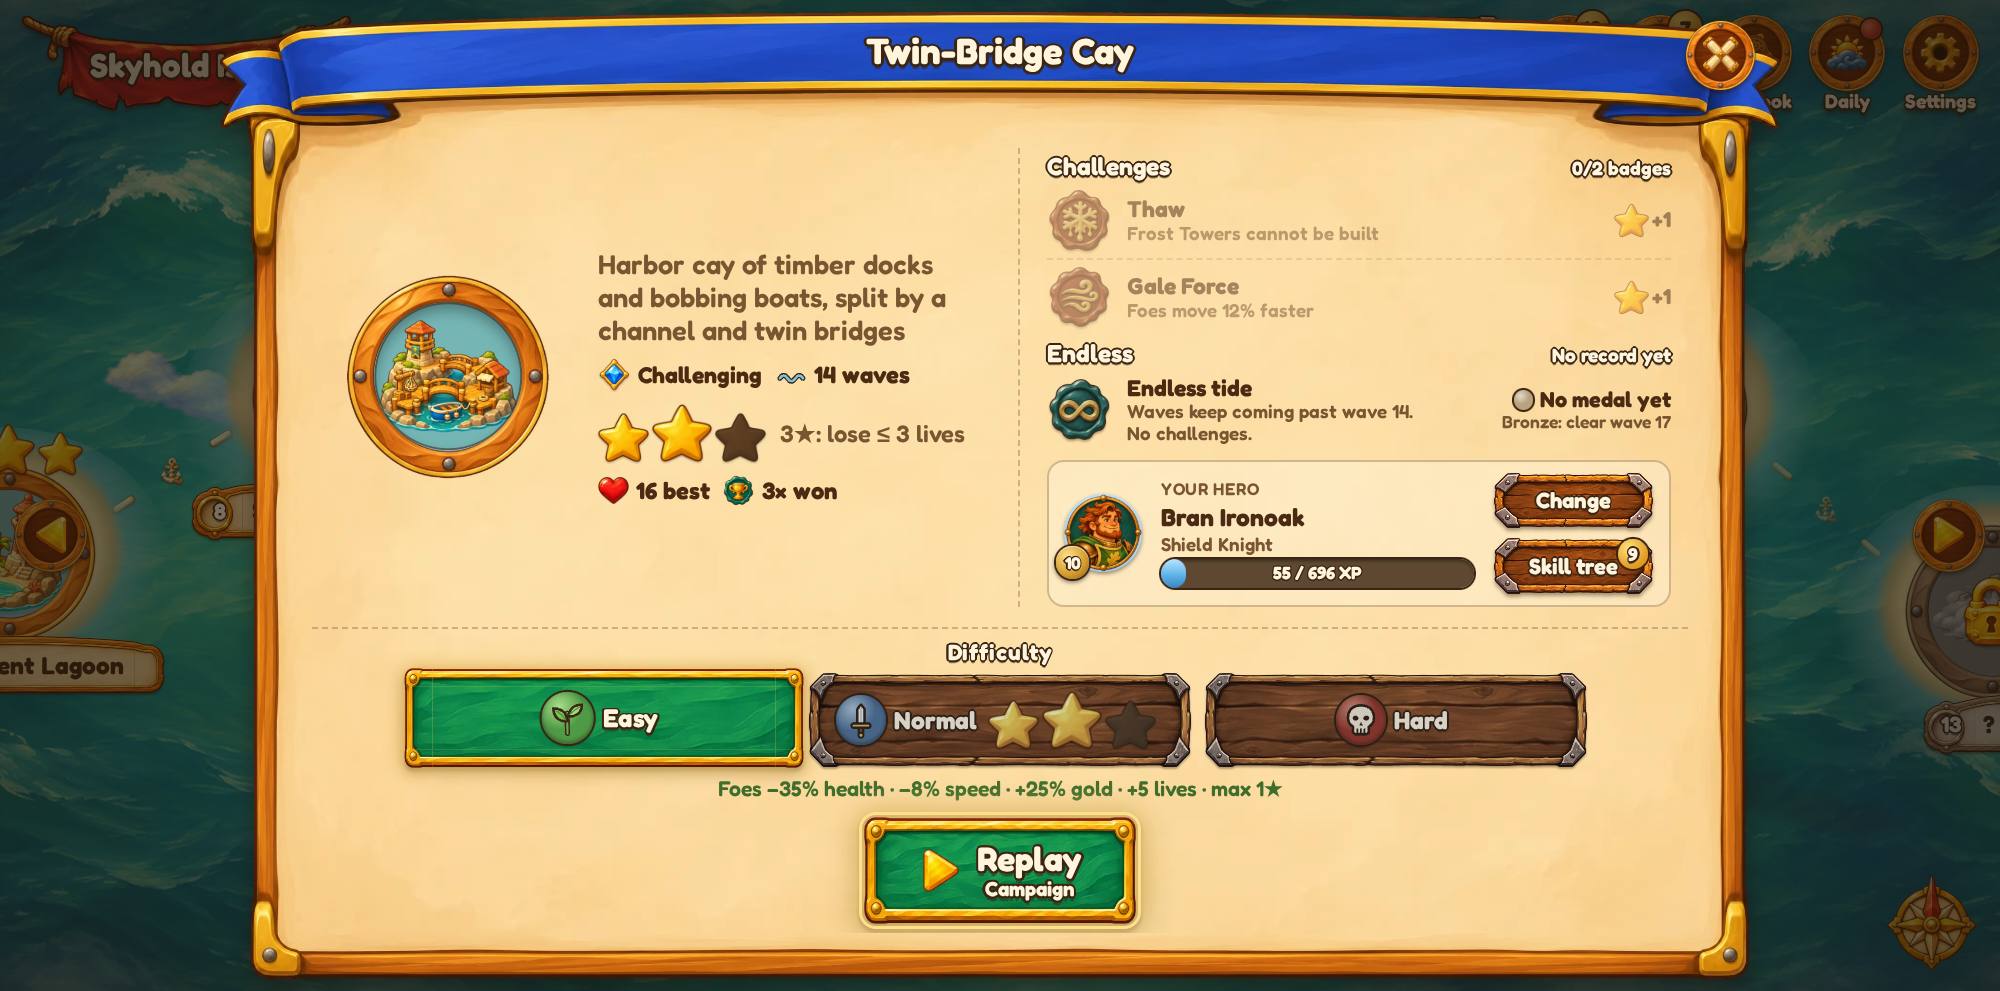 Twin-Bridge Cay
Skyhold
Daily
Settings
Harbor cay of timber docks
and bobbing boats, split by a
channel and twin bridges
Challenging 14 waves
3★: lose ≤ 3 lives
16 best 3x won
Challenges 0/2 badges
Thaw
Frost Towers cannot be built
+1
Gale Force
Foes move 12% faster
+1
Endless No record yet
Endless tide
Waves keep coming past wave 14.
No challenges.
No medal yet
Bronze: clear wave 17
YOUR HERO
Bran Ironoak
Shield Knight
10
55 / 696 XP
Change
Skill tree 9
8
ent Lagoon
13 ?
Difficulty
Easy
Normal
Hard
Foes −35% health · −8% speed · +25% gold · +5 lives · max 1★
Replay
Campaign